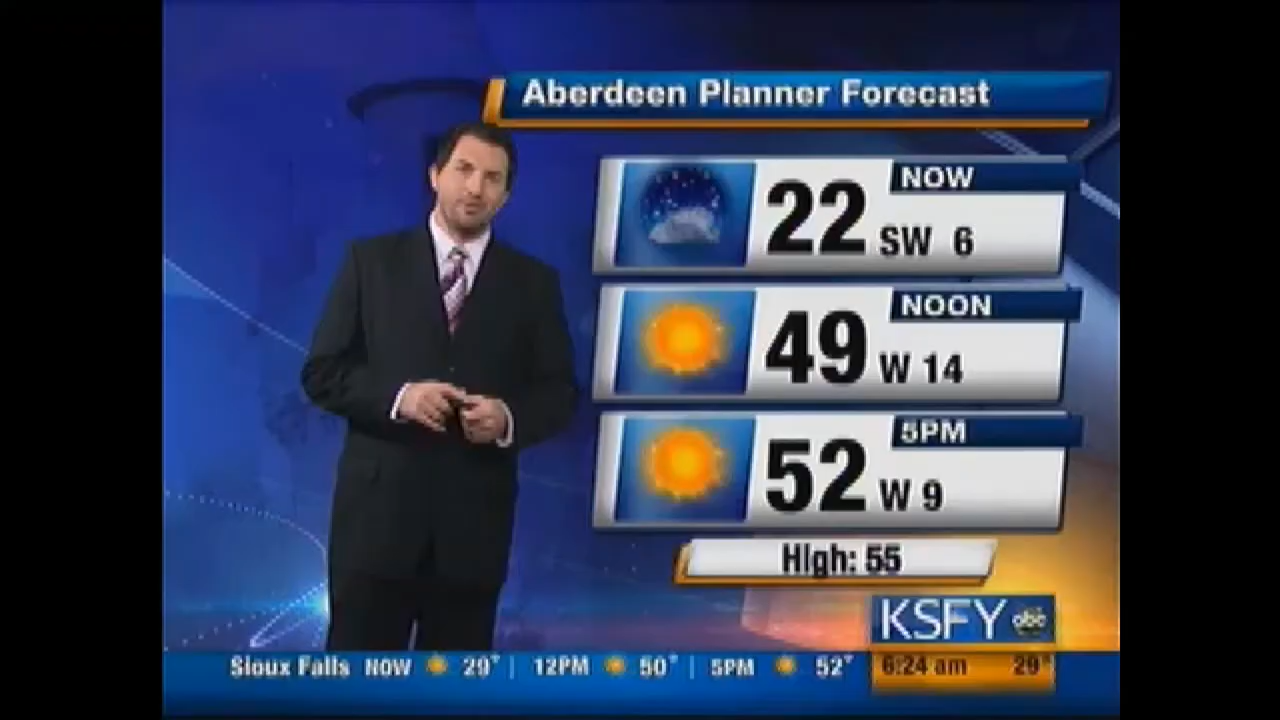 Aberdeen Planner Forecast
NOW
22 SW 6
NOON
49 W 14
5PM
52 W 9
High: 55
KSFY abc
Sioux Falls NOW 29° | 12PM 50° | 5PM 52° 6:24 am 29°